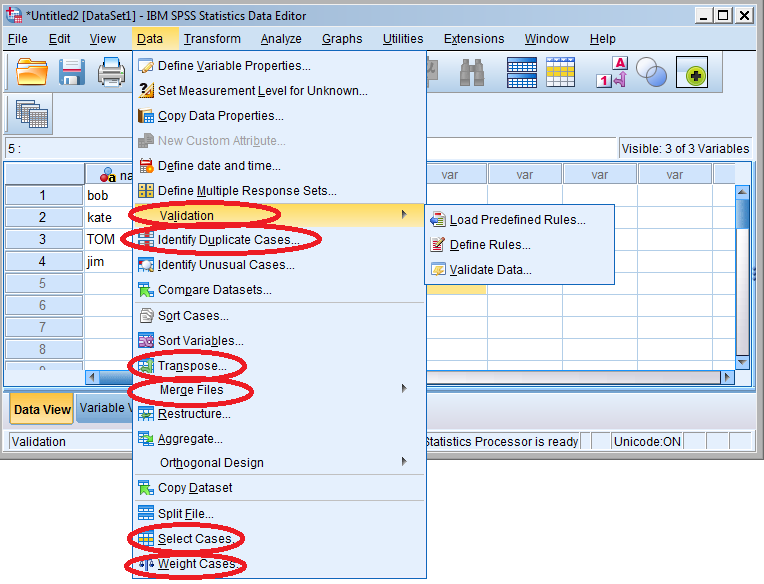 *Untitled2 [DataSet1] - IBM SPSS Statistics Data Editor
File Edit View Data Transform Analyze Graphs Utilities Extensions Window Help
A
1
5 :
Visible: 3 of 3 Variables
na
var var var var
1 bob
2 kate
3 TOM
4 jim
5
6
7
8
Define Variable Properties...
Set Measurement Level for Unknown...
Copy Data Properties...
New Custom Attribute...
Define date and time...
Define Multiple Response Sets...
Validation
Load Predefined Rules...
Define Rules...
Validate Data...
Identify Duplicate Cases...
Identify Unusual Cases...
Compare Datasets...
Sort Cases...
Sort Variables...
Transpose...
Merge Files
Restructure...
Aggregate...
Orthogonal Design
Copy Dataset
Split File...
Select Cases..
Weight Cases
Data View Variable V
Validation
Statistics Processor is ready Unicode:ON